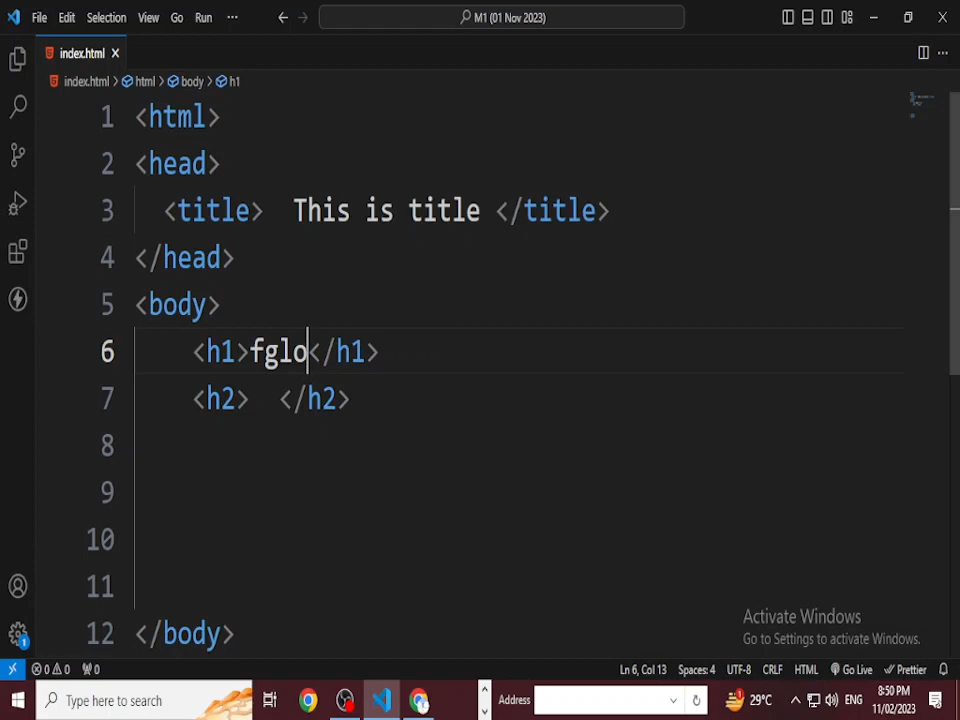 File Edit Selection View Go Run ··· M1 (01 Nov 2023)
index.html
index.html > html > body > h1
1 <html>
2 <head>
3 <title> This is title </title>
4 </head>
5 <body>
6 <h1>fglo</h1>
7 <h2> </h2>
8
9
10
11
12 </body>
Activate Windows
Go to Settings to activate Windows.
1
0 0 0 Ln 6, Col 13 Spaces: 4 UTF-8 CRLF HTML Go Live Prettier
Type here to search Address 1 29°C ENG 8:50 PM
11/02/2023